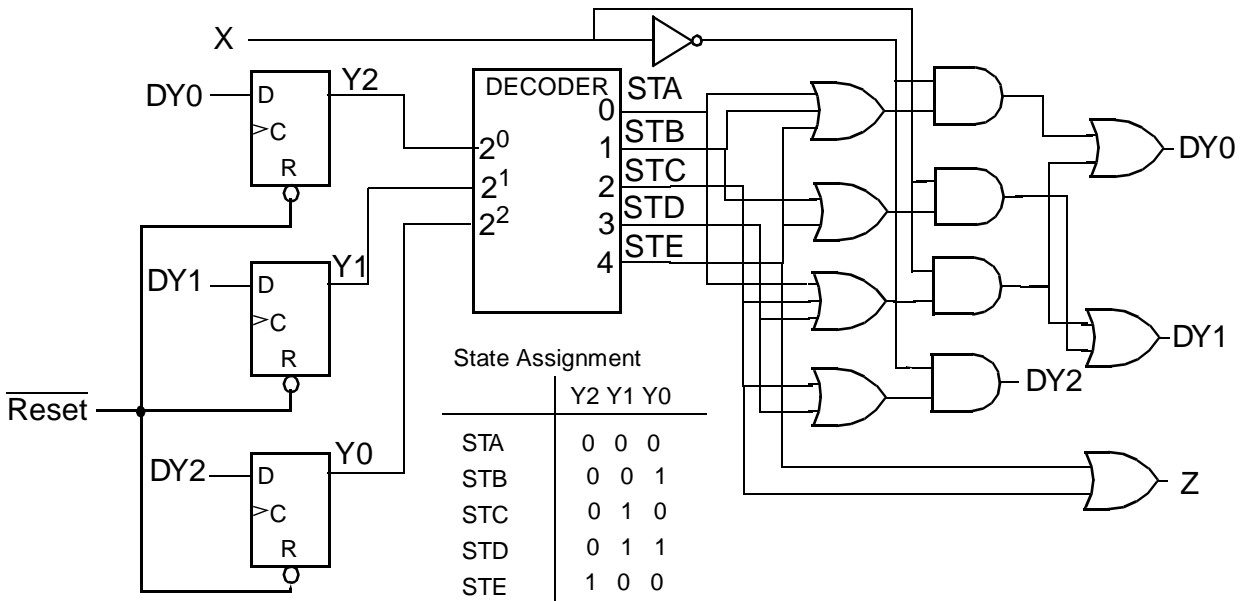 X
DY0
D
C
R
Y2
DECODER
2^0
2^1
2^2
0
1
2
3
4
STA
STB
STC
STD
STE
DY0
DY1
D
C
R
Y1
DY1
DY2
Reset
DY2
D
C
R
Y0
Z
State Assignment
Y2 Y1 Y0
STA 0 0 0
STB 0 0 1
STC 0 1 0
STD 0 1 1
STE 1 0 0